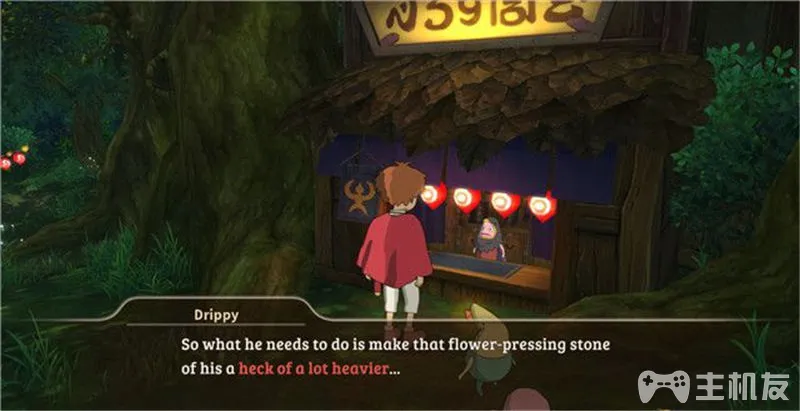 Drippy
So what he needs to do is make that flower-pressing stone
of his a heck of a lot heavier...
主机友